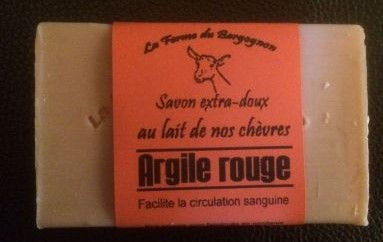 La Ferme du Bergognon
Savon extra-doux
au lait de nos chèvres
Argile rouge
Facilite la circulation sanguine